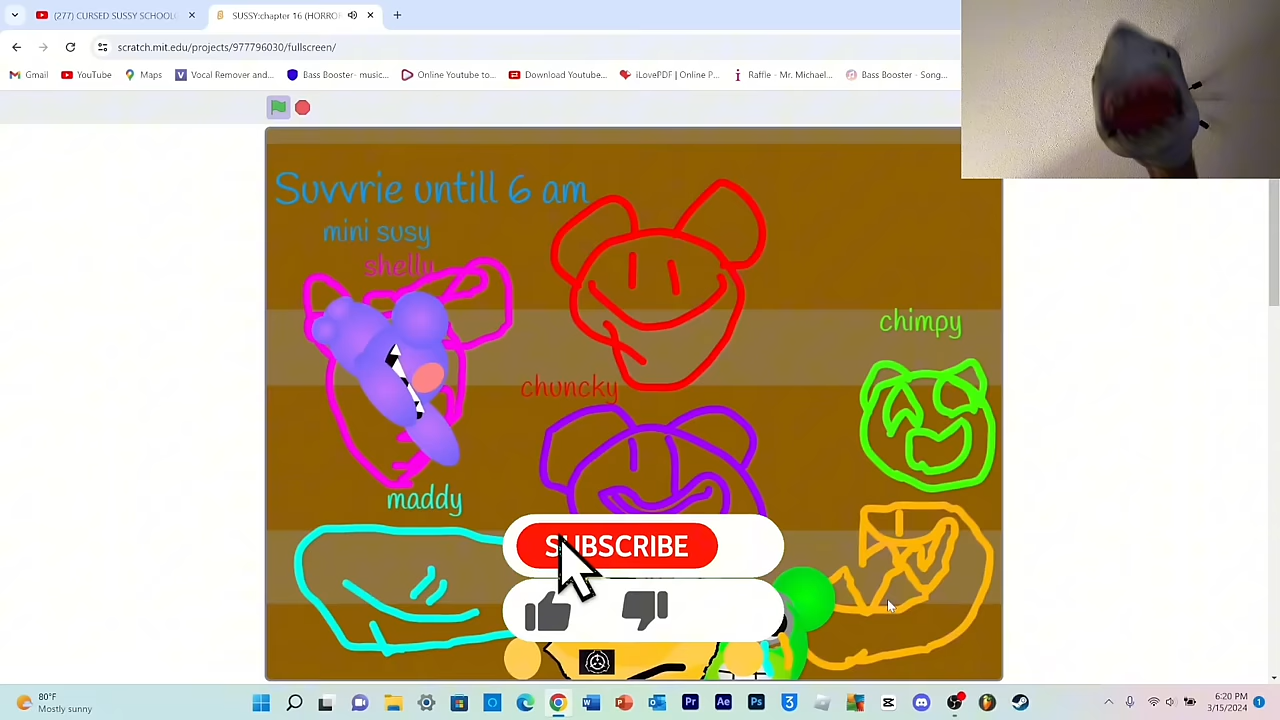 (277) CURSED SUSSY SCHOOL
SUSSY:chapter 16 (HORROR
scratch.mit.edu/projects/977796030/fullscreen/
Gmail
YouTube
Maps
Vocal Remover and...
Bass Booster- music...
Online Youtube to...
Download Youtube...
iLovePDF | Online P...
Raffle - Mr. Michael...
Bass Booster - Song...
Suvvrie untill 6 am
mini susy
shelly
chimpy
chuncky
maddy
SUBSCRIBE
80°F
Mostly sunny
6:20 PM
3/15/2024